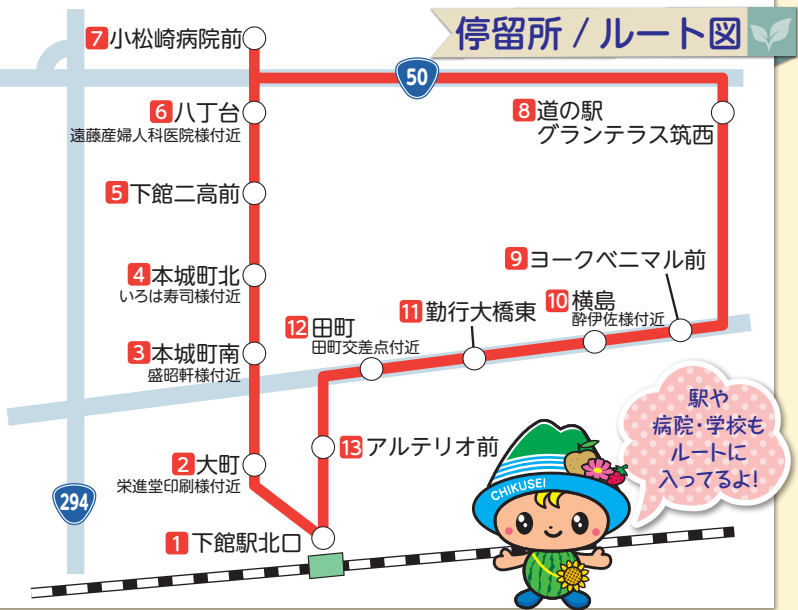 停留所 / ルート図
7 小松崎病院前
50
6 八丁台
遠藤産婦人科医院様付近
8 道の駅
グランテラス筑西
5 下館二高前
4 本城町北
いろは寿司様付近
9 ヨークベニマル前
10 横島
酔伊佐様付近
11 勤行大橋東
12 田町
田町交差点付近
3 本城町南
盛昭軒様付近
13 アルテリオ前
2 大町
栄進堂印刷様付近
294
1 下館駅北口
CHIKUSEI
駅や
病院・学校も
ルートに
入ってるよ!